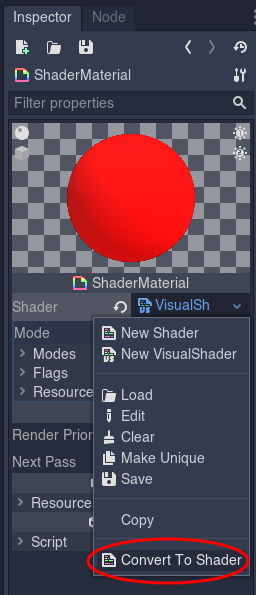 Inspector Node
ShaderMaterial
Filter properties
ShaderMaterial
Shader VisualSh
Mode
New Shader
New VisualShader
Modes
Flags
Resource
Load
Edit
Clear
Render Prior
Make Unique
Next Pass
Save
Resource
Copy
Script
Convert To Shader